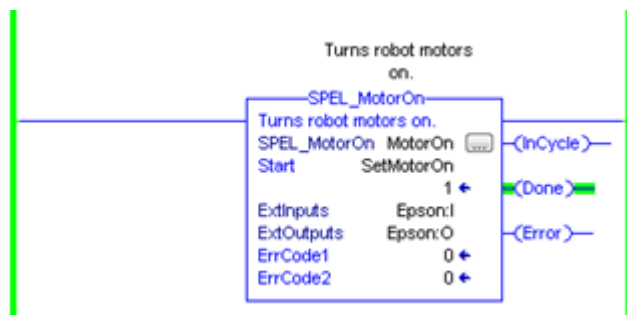 Turns robot motors
on.
SPEL_MotorOn
Turns robot motors on.
SPEL_MotorOn MotorOn ... (InCycle)
Start SetMotorOn
1 (Done)
ExtInputs Epson:I
ExtOutputs Epson:O (Error)
ErrCode1 0
ErrCode2 0